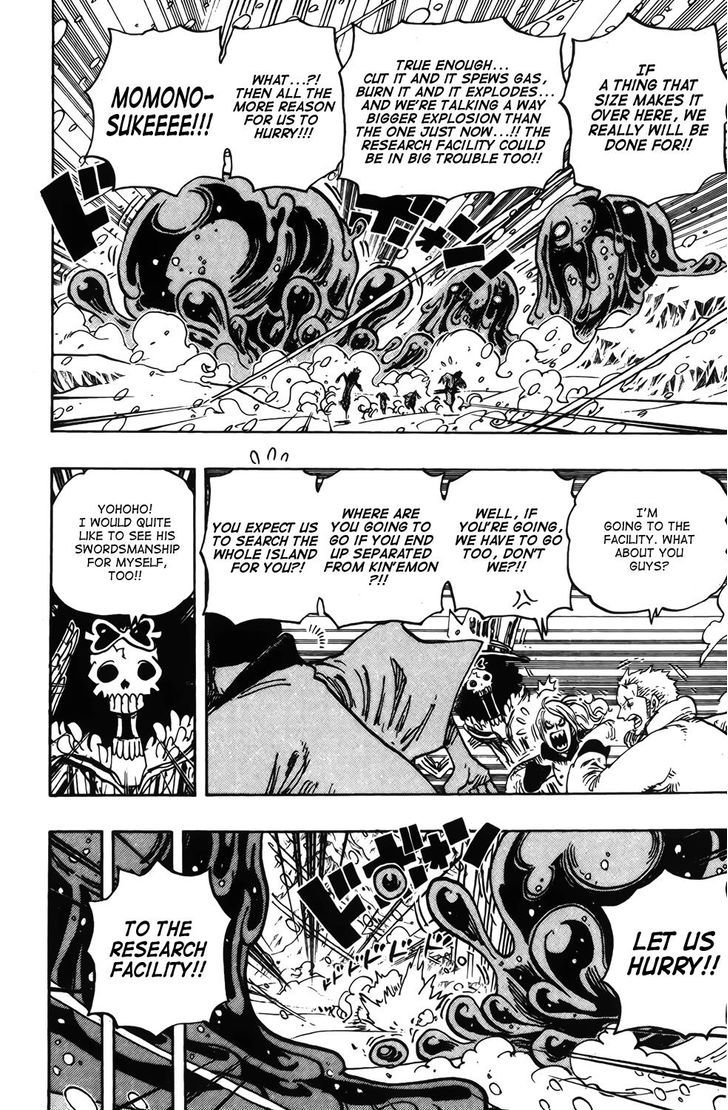 IF
A THING THAT
SIZE MAKES IT
OVER HERE, WE
REALLY WILL BE
DONE FOR!!
TRUE ENOUGH...
CUT IT AND IT SPEWS GAS,
BURN IT AND IT EXPLODES...
AND WE'RE TALKING A WAY
BIGGER EXPLOSION THAN
THE ONE JUST NOW...!! THE
RESEARCH FACILITY COULD
BE IN BIG TROUBLE TOO!!
WHAT...?!
THEN ALL THE
MORE REASON
FOR US TO
HURRY!!!
MOMONO-
SUKEEEE!!!
I'M
GOING TO THE
FACILITY. WHAT
ABOUT YOU
GUYS?
WELL, IF
YOU'RE GOING,
WE HAVE TO GO
TOO, DON'T
WE?!!
WHERE ARE
YOU GOING TO
GO IF YOU END
UP SEPARATED
FROM KIN'EMON
?!!
YOU EXPECT US
TO SEARCH THE
WHOLE ISLAND
FOR YOU?!
YOHOHO!
I WOULD QUITE
LIKE TO SEE HIS
SWORDSMANSHIP
FOR MYSELF,
TOO!!
LET US
HURRY!!
TO THE
RESEARCH
FACILITY!!